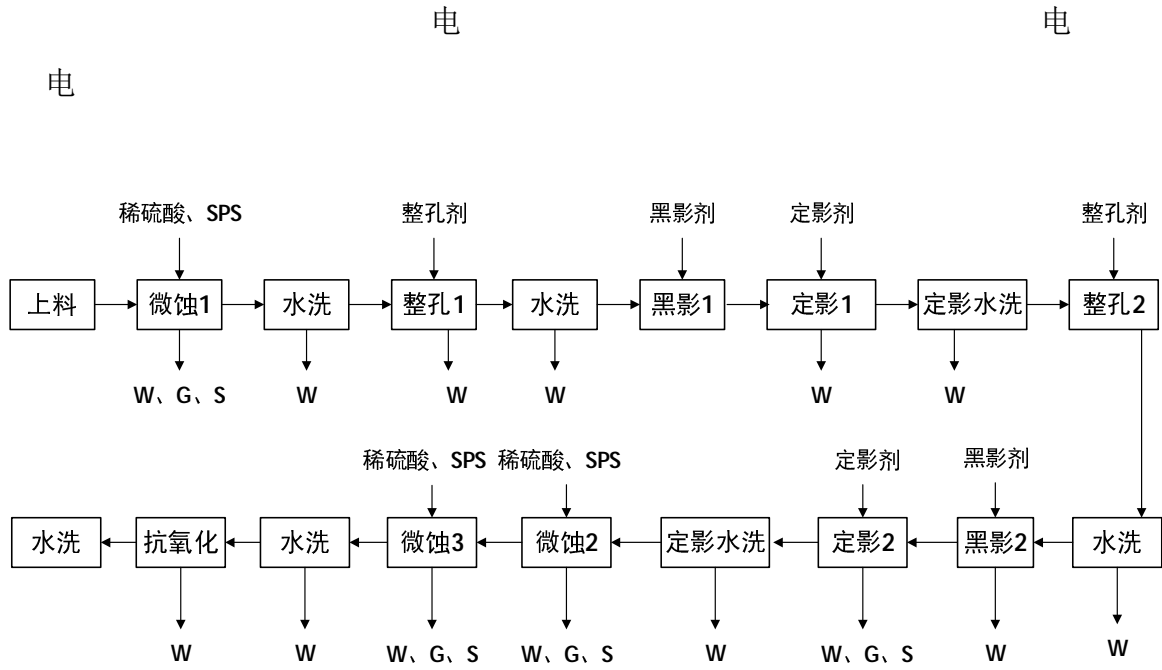 电 电
电
稀硫酸、SPS 整孔剂 黑影剂 定影剂 整孔剂
上料 微蚀1 水洗 整孔1 水洗 黑影1 定影1 定影水洗 整孔2
W、G、S W W W W W
稀硫酸、SPS 稀硫酸、SPS 定影剂 黑影剂
水洗 抗氧化 水洗 微蚀3 微蚀2 定影水洗 定影2 黑影2 水洗
W W W、G、S W、G、S W W、G、S W W